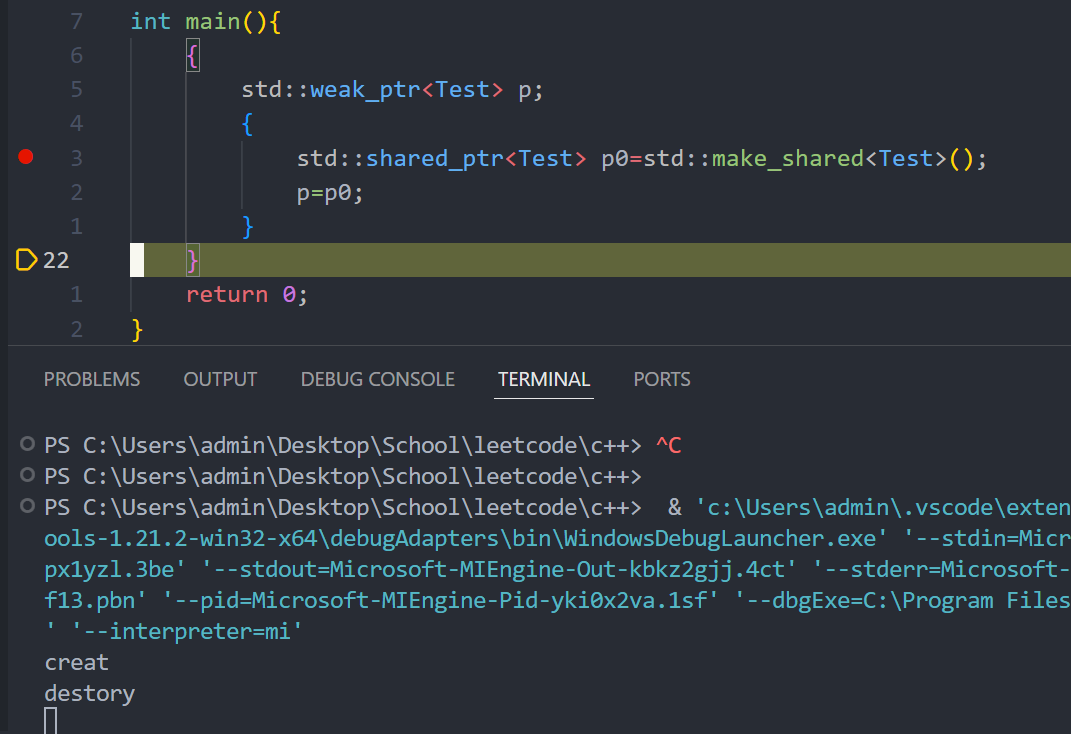 7 int main(){
6 {
5 std::weak_ptr<Test> p;
4 {
3 std::shared_ptr<Test> p0=std::make_shared<Test>();
2 p=p0;
1 }
22 }
1 return 0;
2 }
PROBLEMS OUTPUT DEBUG CONSOLE TERMINAL PORTS
PS C:\Users\admin\Desktop\School\leetcode\c++> ^C
PS C:\Users\admin\Desktop\School\leetcode\c++>
PS C:\Users\admin\Desktop\School\leetcode\c++>  & 'c:\Users\admin\.vscode\exten
ools-1.21.2-win32-x64\debugAdapters\bin\WindowsDebugLauncher.exe' '--stdin=Micr
px1yzl.3be' '--stdout=Microsoft-MIEngine-Out-kbkz2gjj.4ct' '--stderr=Microsoft-
f13.pbn' '--pid=Microsoft-MIEngine-Pid-yki0x2va.1sf' '--dbgExe=C:\Program Files
' '--interpreter=mi'
creat
destory